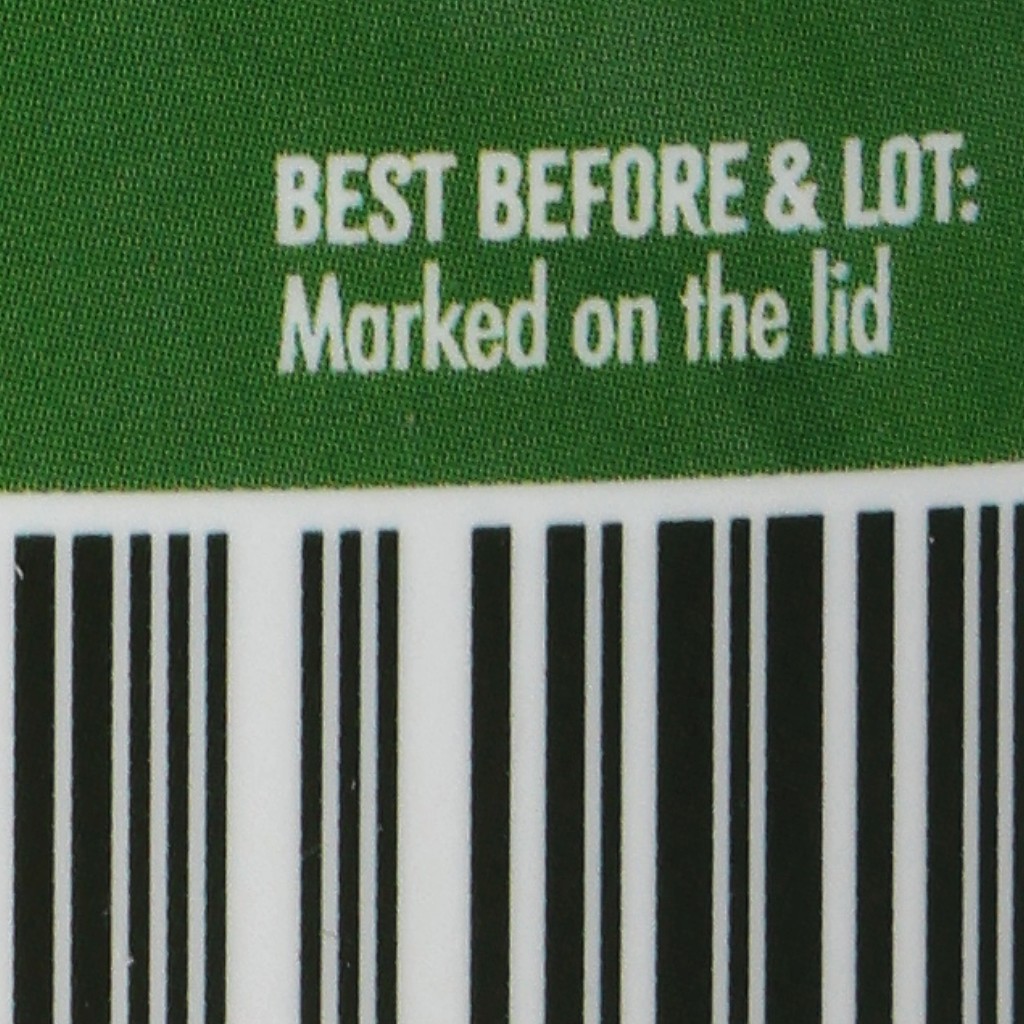 BEST BEFORE & LOT:
Marked on the lid